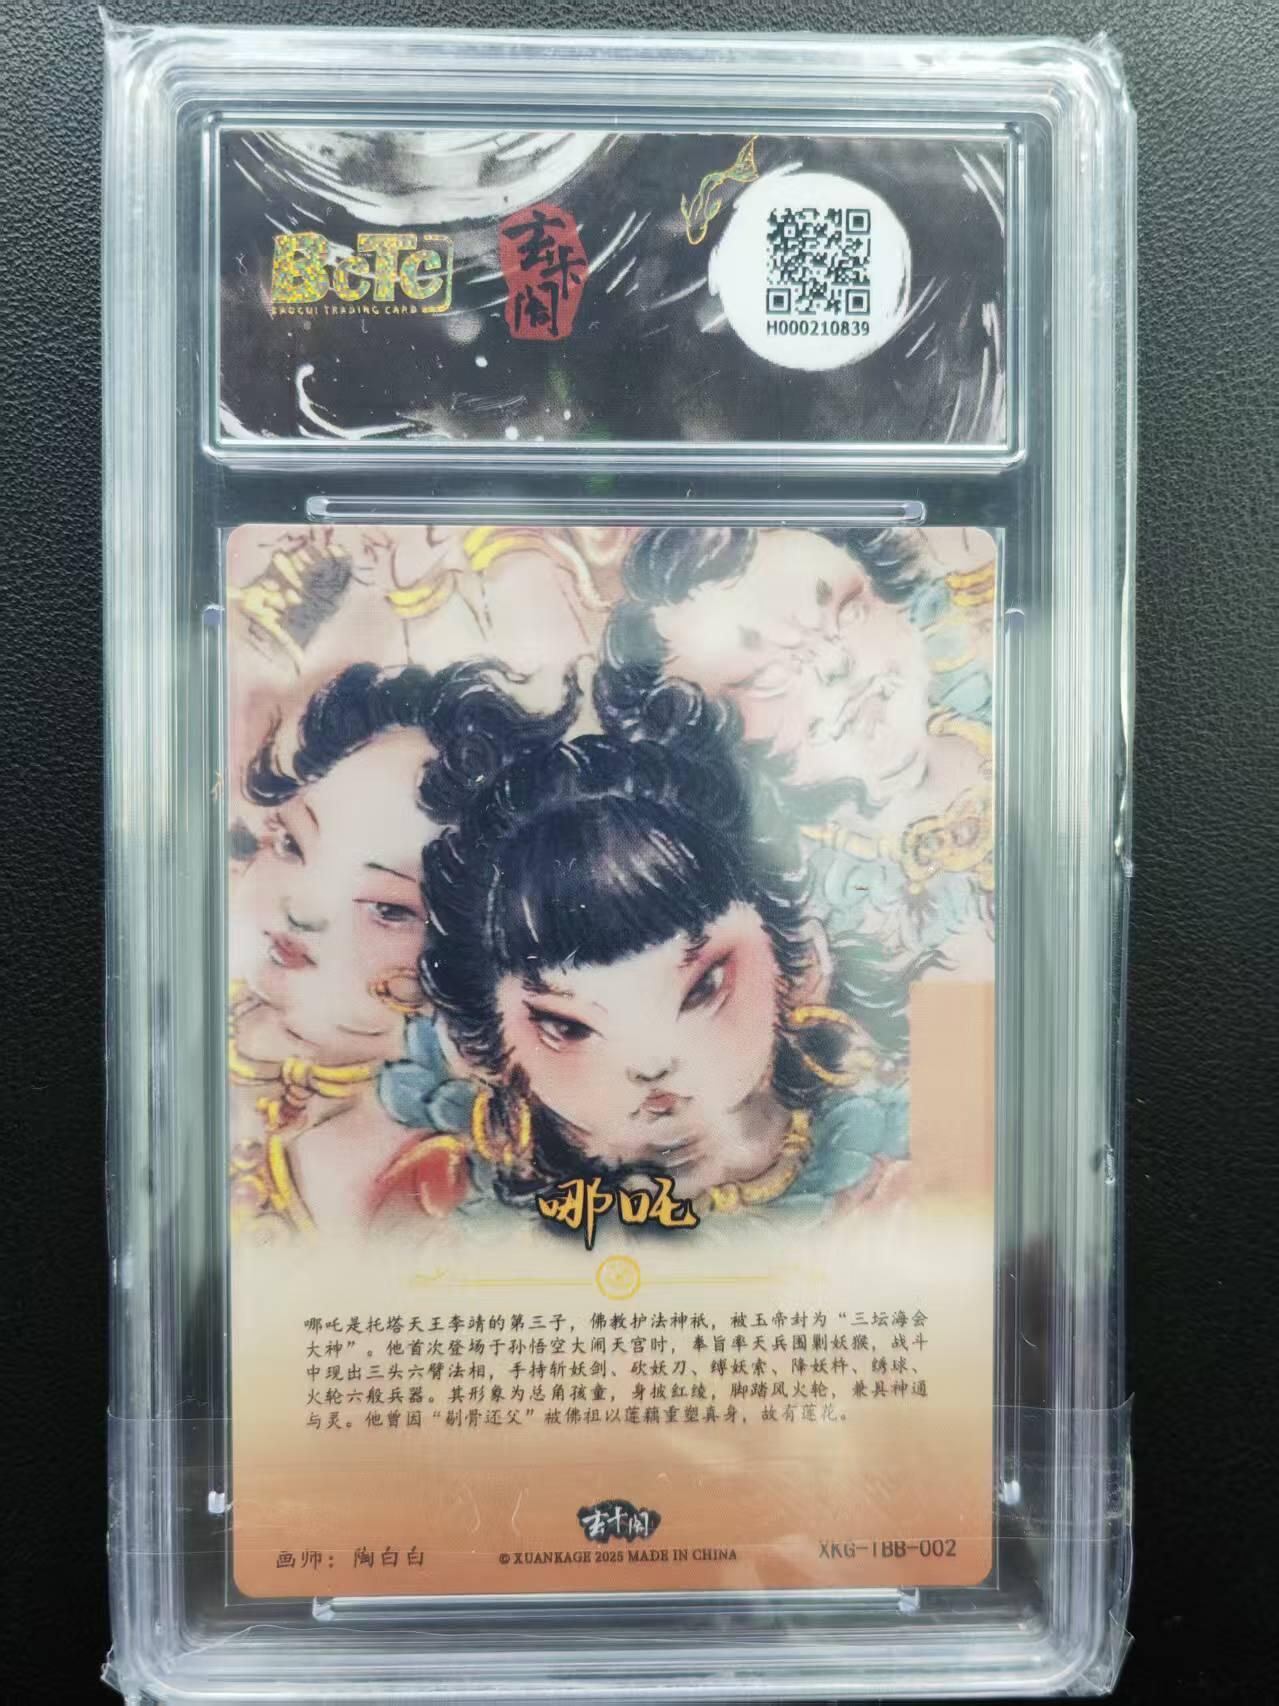 BcTc
BAOCUI TRADING CARD
玄卡阁
H000210839
哪吒
哪吒是托塔天王李靖的第三子，佛教护法神祇，被玉帝封为“三坛海会
大神”。他首次登场于孙悟空大闹天宫时，奉旨率天兵围剿妖猴，战斗
中现出三头六臂法相，手持斩妖剑、砍妖刀、缚妖索、降妖杵、绣球、
火轮六般兵器。其形象为总角孩童，身披红绫，脚踏风火轮，兼具神通
与灵。他曾因“剔骨还父”被佛祖以莲藕重塑真身，故有莲花。
玄卡阁
画师：陶白白
© XUANKAGE 2025 MADE IN CHINA
XKG-TBB-002